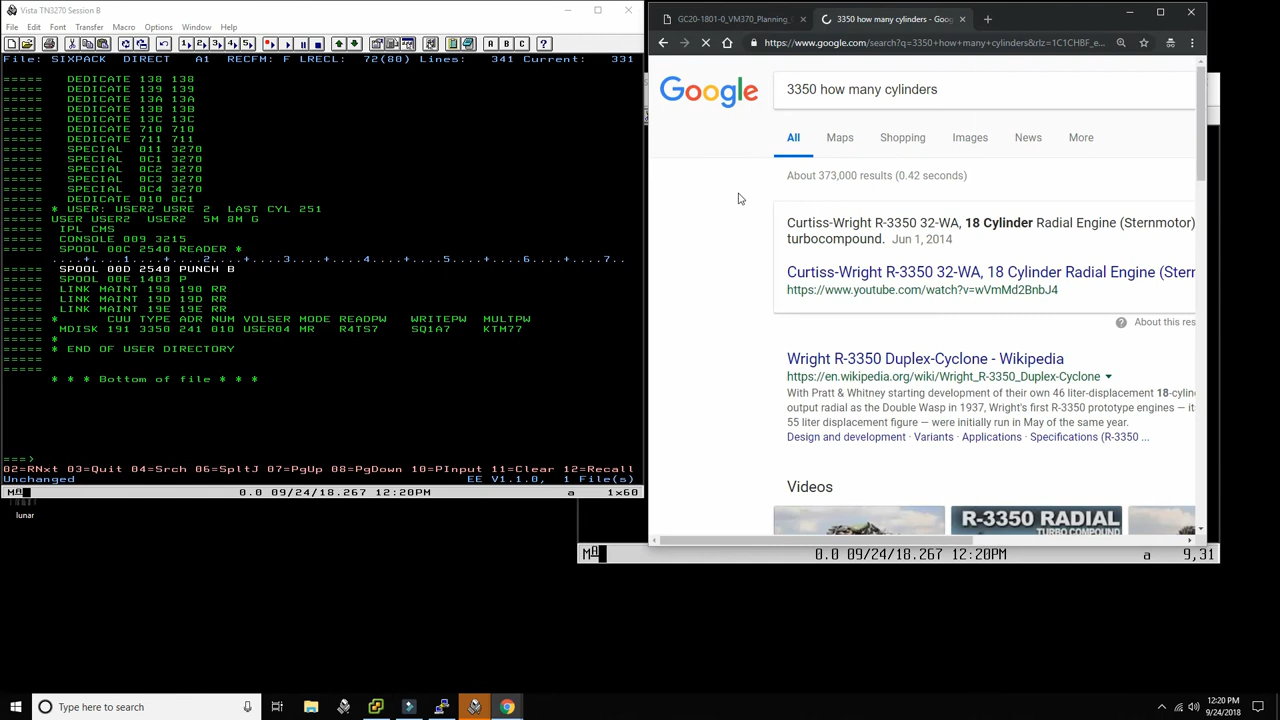 Vista TN3270 Session B
File Edit Font Transfer Macro Options Window Help
File: SIXPACK DIRECT A1 RECFM: F LRECL: 72(80) Lines: 341 Current: 331
===== DEDICATE 138 138
===== DEDICATE 139 139
===== DEDICATE 13A 13A
===== DEDICATE 13B 13B
===== DEDICATE 13C 13C
===== DEDICATE 710 710
===== DEDICATE 711 711
===== SPECIAL 011 3270
===== SPECIAL 0C1 3270
===== SPECIAL 0C2 3270
===== SPECIAL 0C3 3270
===== SPECIAL 0C4 3270
===== DEDICATE 010 0C1
===== * USER: USER2 USRE 2 LAST CYL 251
===== USER USER2 USER2 5M 8M G
===== IPL CMS
===== CONSOLE 009 3215
===== SPOOL 00C 2540 READER *
....+....1....+....2....+....3....+....4....+....5....+....6....+....7..
===== SPOOL 00D 2540 PUNCH B
===== SPOOL 00E 1403 P
===== LINK MAINT 190 190 RR
===== LINK MAINT 19D 19D RR
===== LINK MAINT 19E 19E RR
===== * CUU TYPE ADR NUM VOLSER MODE READPW WRITEPW MULTPW
===== MDISK 191 3350 241 010 USER04 MR R4TS7 SQ1A7 KTM77
===== *
===== * END OF USER DIRECTORY
=====
===== * * * Bottom of file * * *
===>
02=RNxt 03=Quit 04=Srch 06=SpltJ 07=PgUp 08=PgDown 10=PInput 11=Clear 12=Recall
Unchanged EE V1.1.0, 1 File(s)
0.0 09/24/18.267 12:20PM a 1x60
lunar
GC20-1801-0_VM370_Planning_
3350 how many cylinders - Goog
https://www.google.com/search?q=3350+how+many+cylinders&rlz=1C1CHBF_e...
Google
3350 how many cylinders
All Maps Shopping Images News More
About 373,000 results (0.42 seconds)
Curtiss-Wright R-3350 32-WA, 18 Cylinder Radial Engine (Sternmotor)
turbocompound. Jun 1, 2014
Curtiss-Wright R-3350 32-WA, 18 Cylinder Radial Engine (Stern
https://www.youtube.com/watch?v=wVmMd2BnbJ4
About this res
Wright R-3350 Duplex-Cyclone - Wikipedia
https://en.wikipedia.org/wiki/Wright_R-3350_Duplex-Cyclone
With Pratt & Whitney starting development of their own 46 liter-displacement 18-cylin
output radial as the Double Wasp in 1937, Wright's first R-3350 prototype engines — it
55 liter displacement figure — were initially run in May of the same year.
Design and development · Variants · Applications · Specifications (R-3350 ...
Videos
R-3350 RADIAL
TURBO COMPOUND
0.0 09/24/18.267 12:20PM a 9,31
Type here to search
12:20 PM
9/24/2018